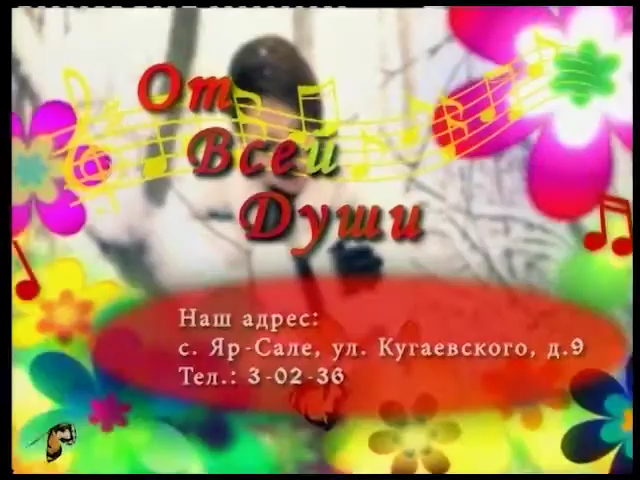 От
Всей
Души
Наш адрес:
с. Яр-Сале, ул. Кугаевского, д.9
Тел.: 3-02-36